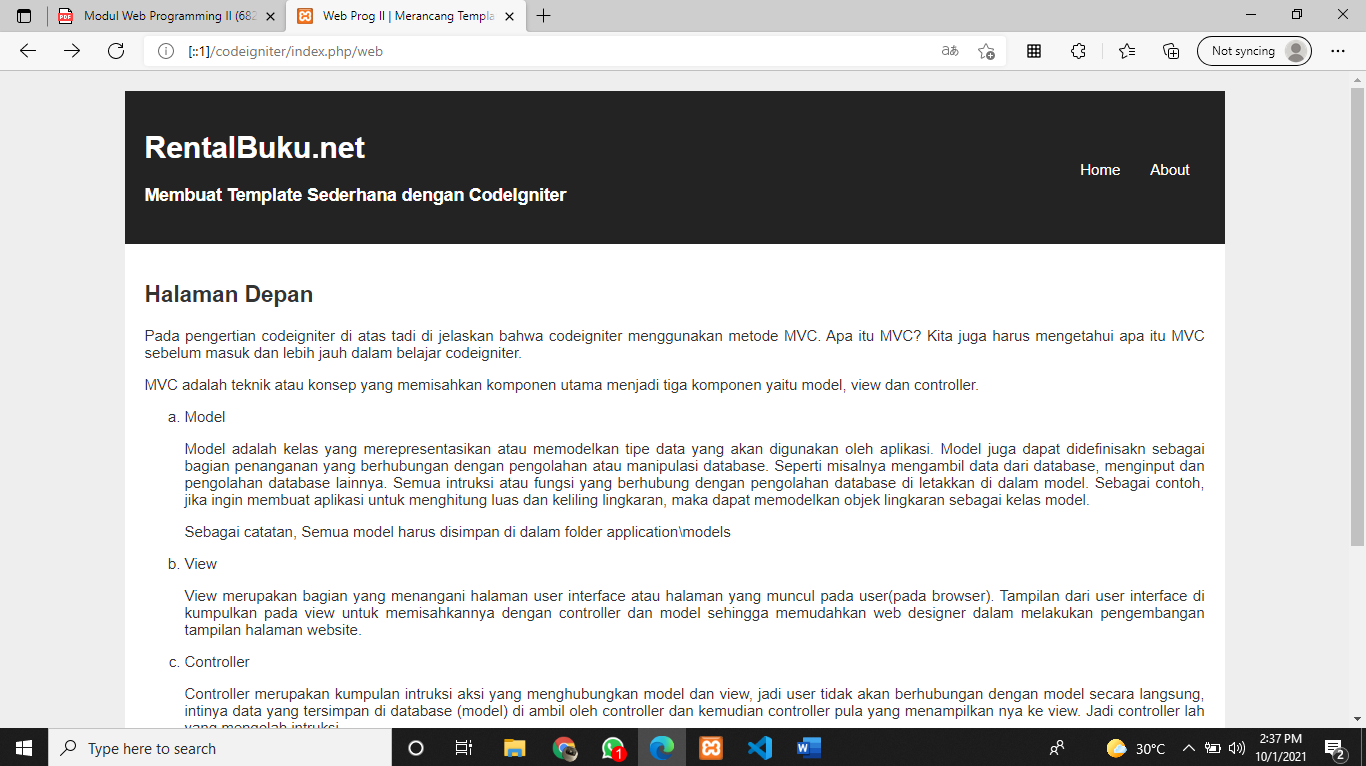 Modul Web Programming II (682
Web Prog II | Merancang Templa
[::1]/codeigniter/index.php/web
aあ
Not syncing
RentalBuku.net
Home
About
Membuat Template Sederhana dengan CodeIgniter
Halaman Depan
Pada pengertian codeigniter di atas tadi di jelaskan bahwa codeigniter menggunakan metode MVC. Apa itu MVC? Kita juga harus mengetahui apa itu MVC
sebelum masuk dan lebih jauh dalam belajar codeigniter.
MVC adalah teknik atau konsep yang memisahkan komponen utama menjadi tiga komponen yaitu model, view dan controller.
a. Model
Model adalah kelas yang merepresentasikan atau memodelkan tipe data yang akan digunakan oleh aplikasi. Model juga dapat didefinisakn sebagai
bagian penanganan yang berhubungan dengan pengolahan atau manipulasi database. Seperti misalnya mengambil data dari database, menginput dan
pengolahan database lainnya. Semua intruksi atau fungsi yang berhubung dengan pengolahan database di letakkan di dalam model. Sebagai contoh,
jika ingin membuat aplikasi untuk menghitung luas dan keliling lingkaran, maka dapat memodelkan objek lingkaran sebagai kelas model.
Sebagai catatan, Semua model harus disimpan di dalam folder application\models
b. View
View merupakan bagian yang menangani halaman user interface atau halaman yang muncul pada user(pada browser). Tampilan dari user interface di
kumpulkan pada view untuk memisahkannya dengan controller dan model sehingga memudahkan web designer dalam melakukan pengembangan
tampilan halaman website.
c. Controller
Controller merupakan kumpulan intruksi aksi yang menghubungkan model dan view, jadi user tidak akan berhubungan dengan model secara langsung,
intinya data yang tersimpan di database (model) di ambil oleh controller dan kemudian controller pula yang menampilkan nya ke view. Jadi controller lah
yang mengolah intruksi.
Type here to search
1
30°C
2:37 PM
10/1/2021
2